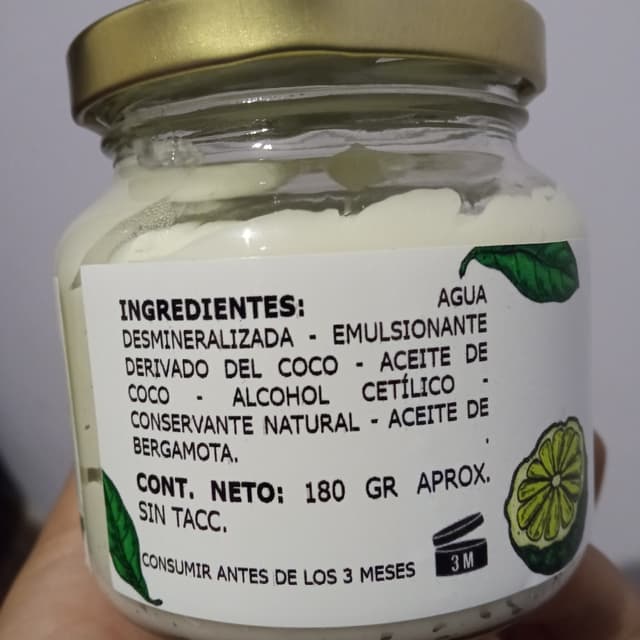 INGREDIENTES: AGUA
DESMINERALIZADA - EMULSIONANTE
DERIVADO DEL COCO - ACEITE DE
COCO - ALCOHOL CETÍLICO -
CONSERVANTE NATURAL - ACEITE DE
BERGAMOTA.
CONT. NETO: 180 GR APROX.
SIN TACC.
CONSUMIR ANTES DE LOS 3 MESES
3 M